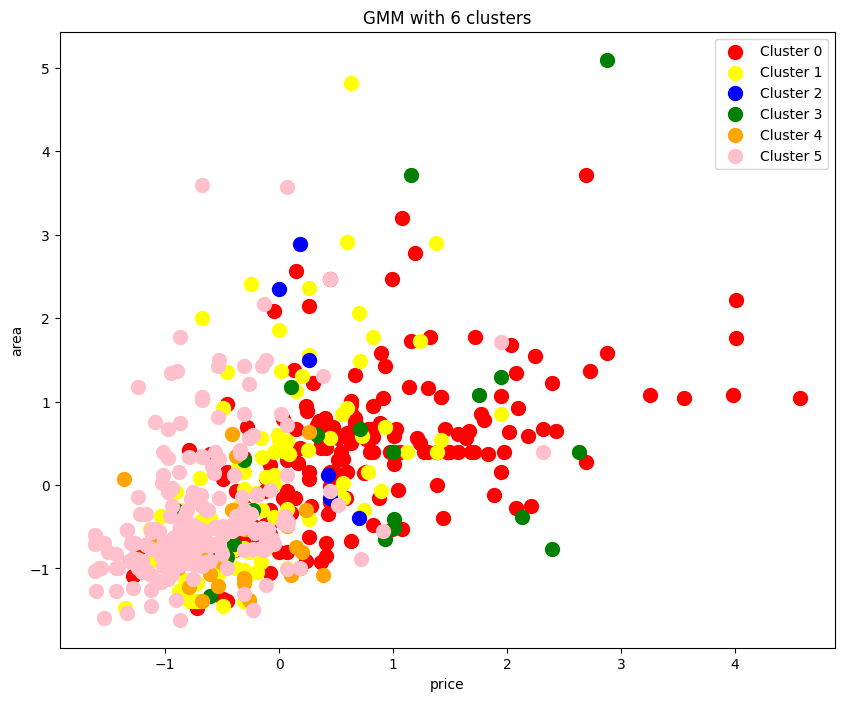 GMM with 6 clusters
Cluster 0
Cluster 1
Cluster 2
Cluster 3
Cluster 4
Cluster 5
area
5
4
3
2
1
0
−1
−1 0 1 2 3 4
price